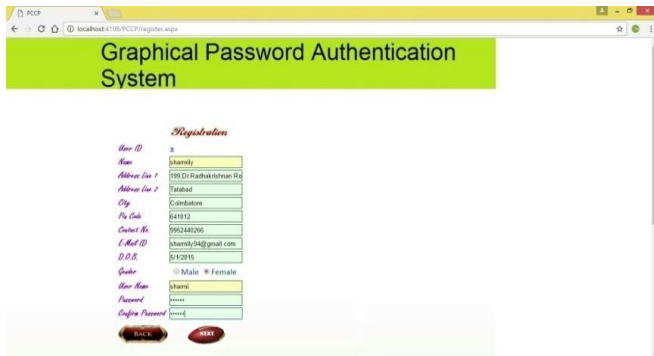 PCCP
localhost:4108/PCCP/register.aspx
Graphical Password Authentication
System
Registration
User ID 2
Name shamily
Address Line 1 199,Dr.Radhakrishnan Ro
Address Line 2 Tatabad
City Coimbatore
Pin Code 641012
Contact No. 9952440266
E-Mail ID shamily94@gmail.com
D.O.B. 5/1/2015
Gender Male Female
User Name shami
Password ••••••
Confirm Password ••••••
BACK NEXT